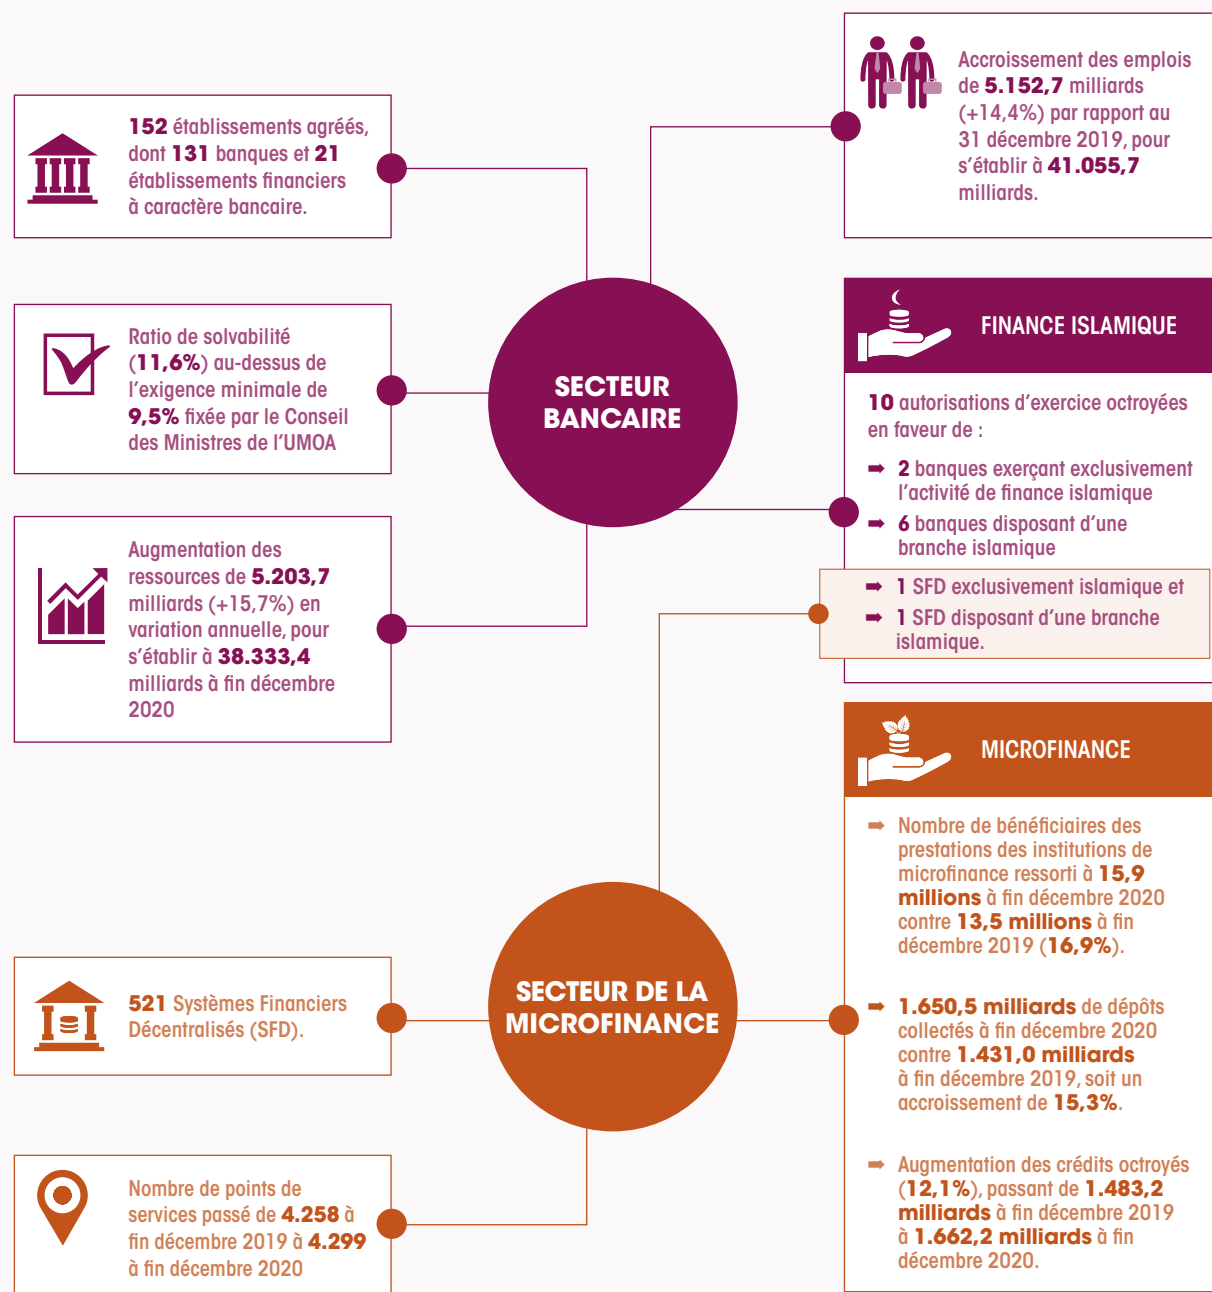 152 établissements agréés,
dont 131 banques et 21
établissements financiers
à caractère bancaire.
Ratio de solvabilité
(11,6%) au-dessus de
l'exigence minimale de
9,5% fixée par le Conseil
des Ministres de l'UMOA
Augmentation des
ressources de 5.203,7
milliards (+15,7%) en
variation annuelle, pour
s'établir à 38.333,4
milliards à fin décembre
2020
SECTEUR
BANCAIRE
Accroissement des emplois
de 5.152,7 milliards
(+14,4%) par rapport au
31 décembre 2019, pour
s'établir à 41.055,7
milliards.
FINANCE ISLAMIQUE
10 autorisations d'exercice octroyées
en faveur de :
➡ 2 banques exerçant exclusivement
l'activité de finance islamique
➡ 6 banques disposant d'une
branche islamique
➡ 1 SFD exclusivement islamique et
➡ 1 SFD disposant d'une branche
islamique.
521 Systèmes Financiers
Décentralisés (SFD).
Nombre de points de
services passé de 4.258 à
fin décembre 2019 à 4.299
à fin décembre 2020
SECTEUR DE LA
MICROFINANCE
MICROFINANCE
➡ Nombre de bénéficiaires des
prestations des institutions de
microfinance ressorti à 15,9
millions à fin décembre 2020
contre 13,5 millions à fin
décembre 2019 (16,9%).
➡ 1.650,5 milliards de dépôts
collectés à fin décembre 2020
contre 1.431,0 milliards
à fin décembre 2019, soit un
accroissement de 15,3%.
➡ Augmentation des crédits octroyés
(12,1%), passant de 1.483,2
milliards à fin décembre 2019
à 1.662,2 milliards à fin
décembre 2020.